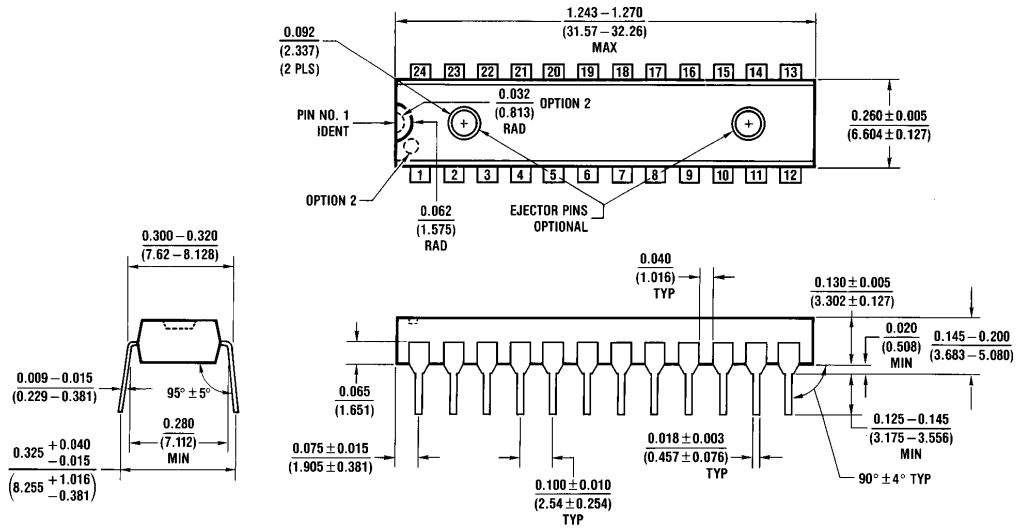 1.243 – 1.270
(31.57 – 32.26)
MAX
0.092
(2.337)
(2 PLS)
24 23 22 21 20 19 18 17 16 15 14 13
0.032
(0.813)
RAD
OPTION 2
PIN NO. 1
IDENT
0.260 ± 0.005
(6.604 ± 0.127)
1 2 3 4 5 6 7 8 9 10 11 12
OPTION 2
0.062
(1.575)
RAD
EJECTOR PINS
OPTIONAL
0.300 – 0.320
(7.62 – 8.128)
0.009 – 0.015
(0.229 – 0.381)
95° ± 5°
0.280
(7.112)
MIN
0.325 + 0.040
– 0.015
(8.255 + 1.016
– 0.381)
0.040
(1.016)
TYP
0.130 ± 0.005
(3.302 ± 0.127)
0.020
(0.508)
MIN
0.145 – 0.200
(3.683 – 5.080)
0.065
(1.651)
0.075 ± 0.015
(1.905 ± 0.381)
0.100 ± 0.010
(2.54 ± 0.254)
TYP
0.018 ± 0.003
(0.457 ± 0.076)
TYP
0.125 – 0.145
(3.175 – 3.556)
MIN
90° ± 4° TYP